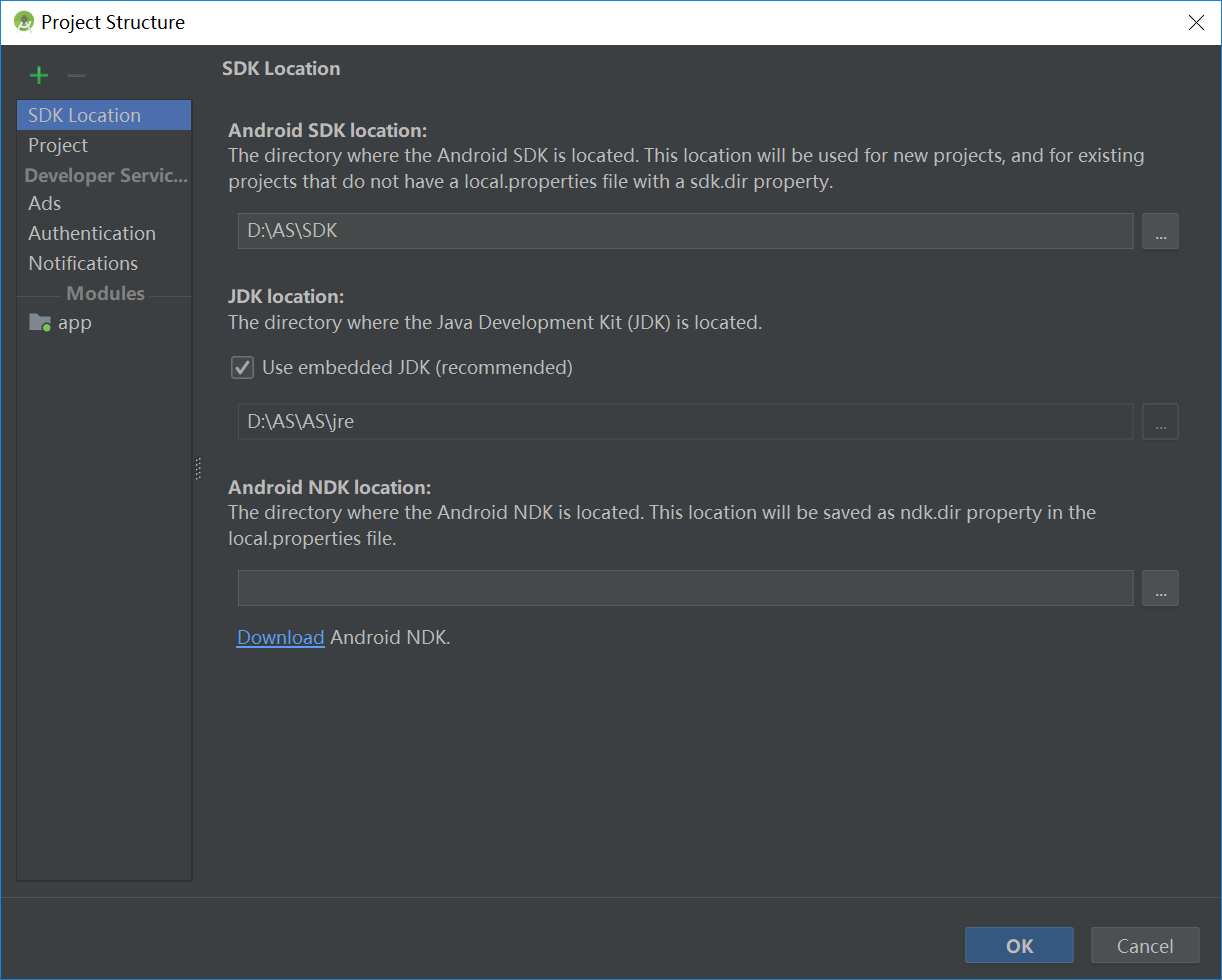 Project Structure
SDK Location
Project
Developer Servic...
Ads
Authentication
Notifications
Modules
app
SDK Location
Android SDK location:
The directory where the Android SDK is located. This location will be used for new projects, and for existing
projects that do not have a local.properties file with a sdk.dir property.
D:\AS\SDK
...
JDK location:
The directory where the Java Development Kit (JDK) is located.
Use embedded JDK (recommended)
D:\AS\AS\jre
...
Android NDK location:
The directory where the Android NDK is located. This location will be saved as ndk.dir property in the
local.properties file.
...
Download Android NDK.
OK
Cancel